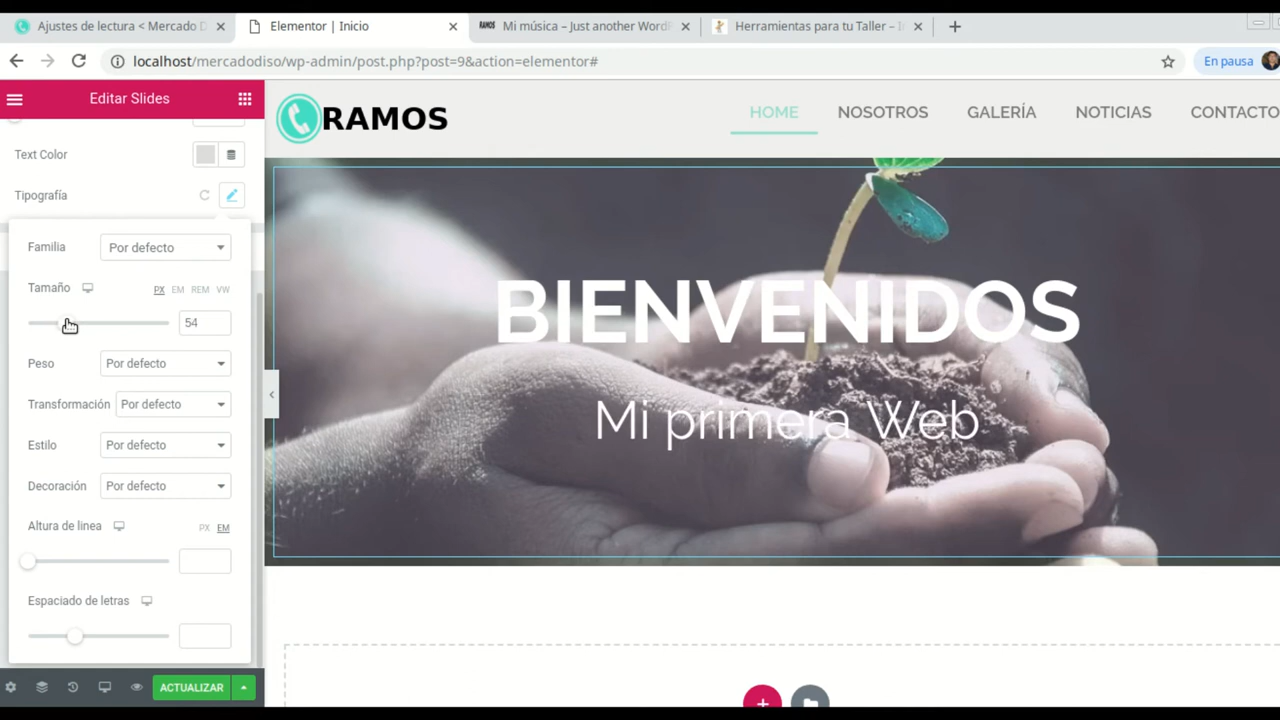 Ajustes de lectura < Mercado D
Elementor | Inicio
RAMOS
Mi música – Just another WordP
Herramientas para tu Taller – I
localhost/mercadodiso/wp-admin/post.php?post=9&action=elementor#
En pausa
Editar Slides
RAMOS
HOME
NOSOTROS
GALERÍA
NOTICIAS
CONTACTO
Text Color
Tipografía
Familia
Por defecto
Tamaño
PX EM REM VW
54
Peso
Por defecto
Transformación
Por defecto
Estilo
Por defecto
Decoración
Por defecto
Altura de linea
PX EM
Espaciado de letras
ACTUALIZAR
BIENVENIDOS
Mi primera Web